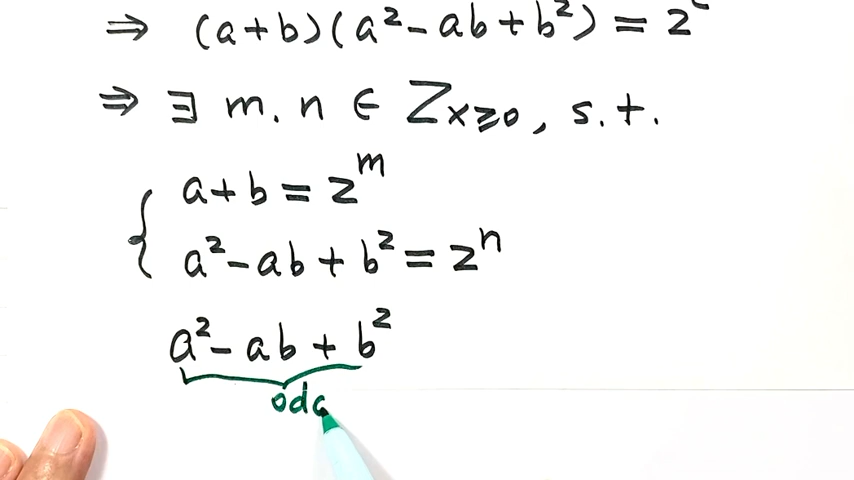 ⇒ (a+b)(a²-ab+b²) = 2
⇒ ∃ m, n ∈ Z_{x≥0}, s.t.
a+b = 2^m
a²-ab+b² = 2^n
a²-ab+b²
odd